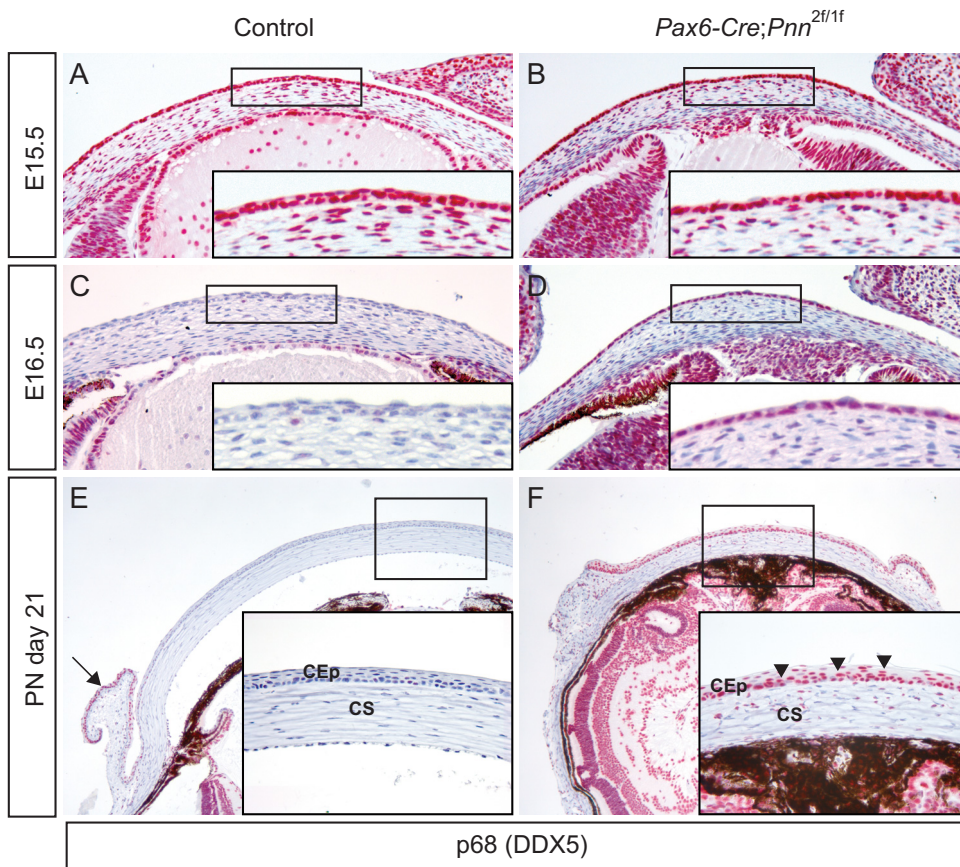 Control
Pax6-Cre;Pnn2f/1f
E15.5
A
B
E16.5
C
D
PN day 21
E
CEp
CS
F
CEp
CS
p68 (DDX5)